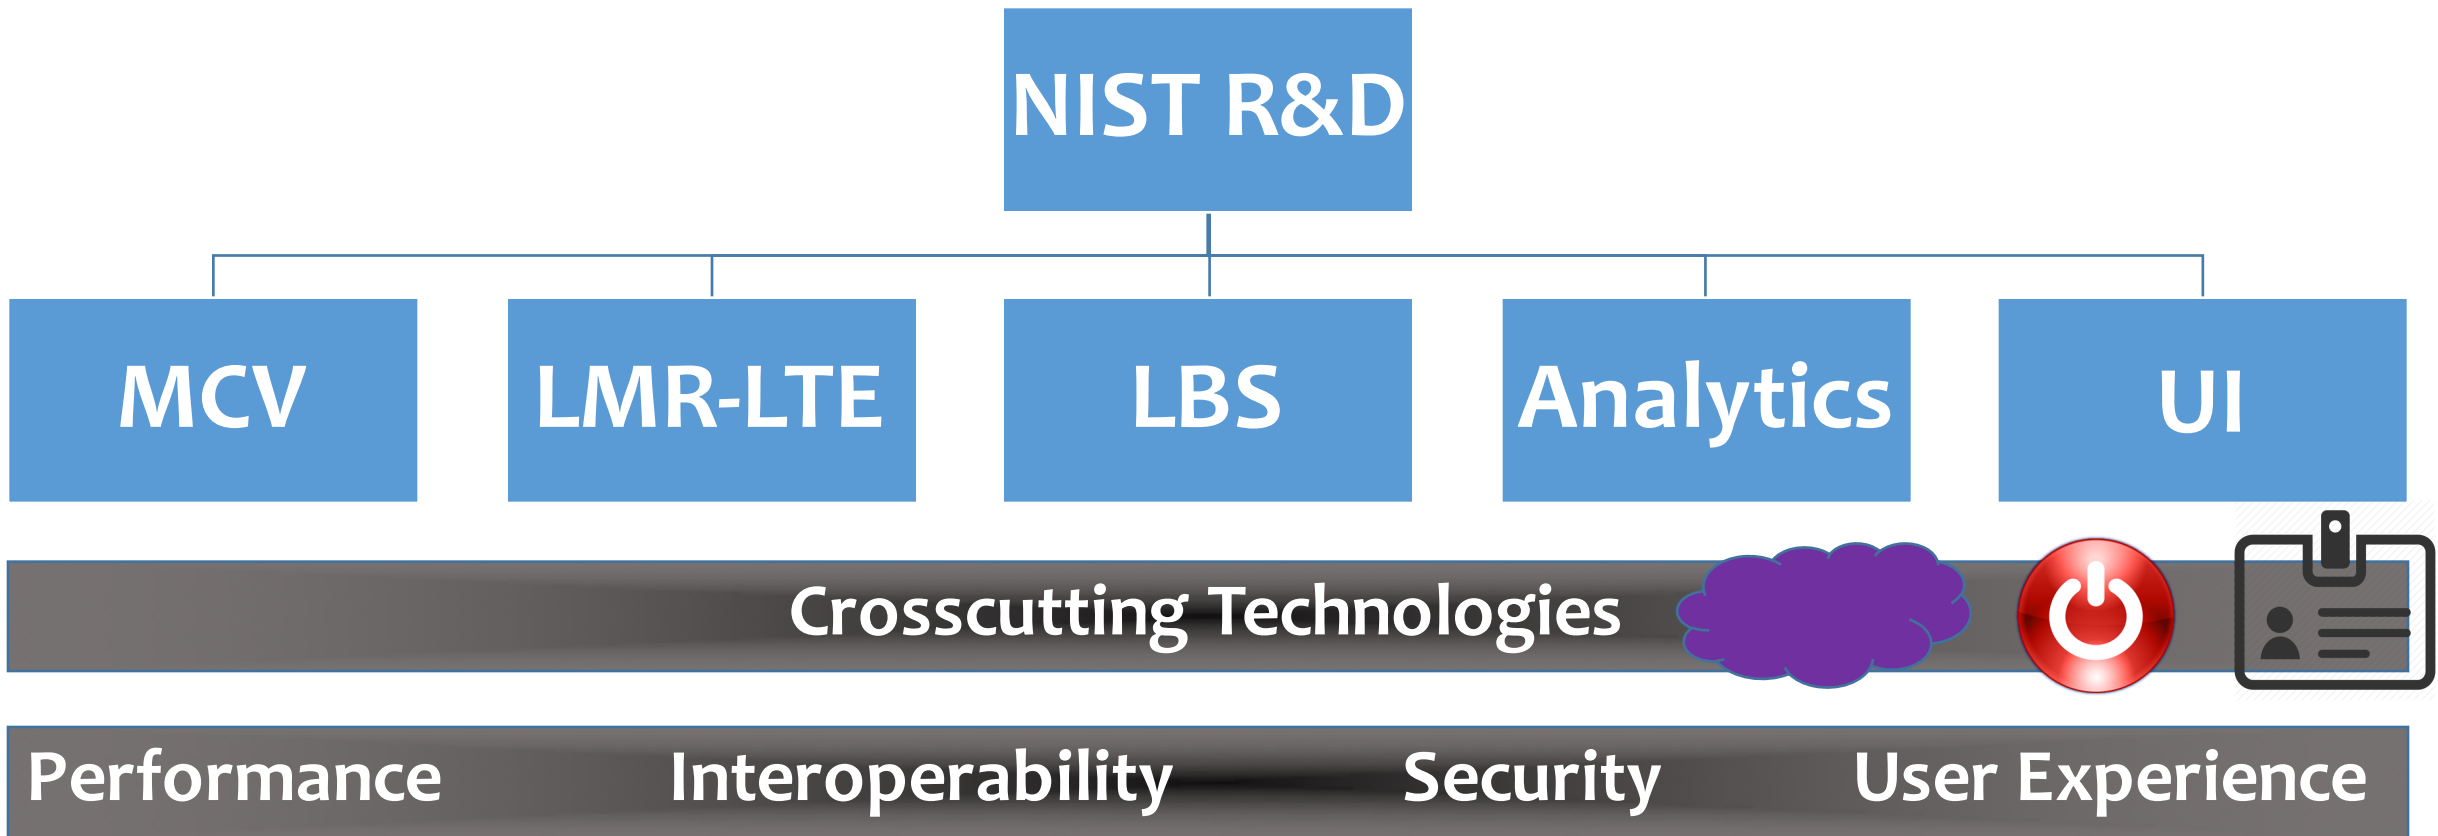 NIST R&D
MCV
LMR-LTE
LBS
Analytics
UI
Crosscutting Technologies
Performance
Interoperability
Security
User Experience